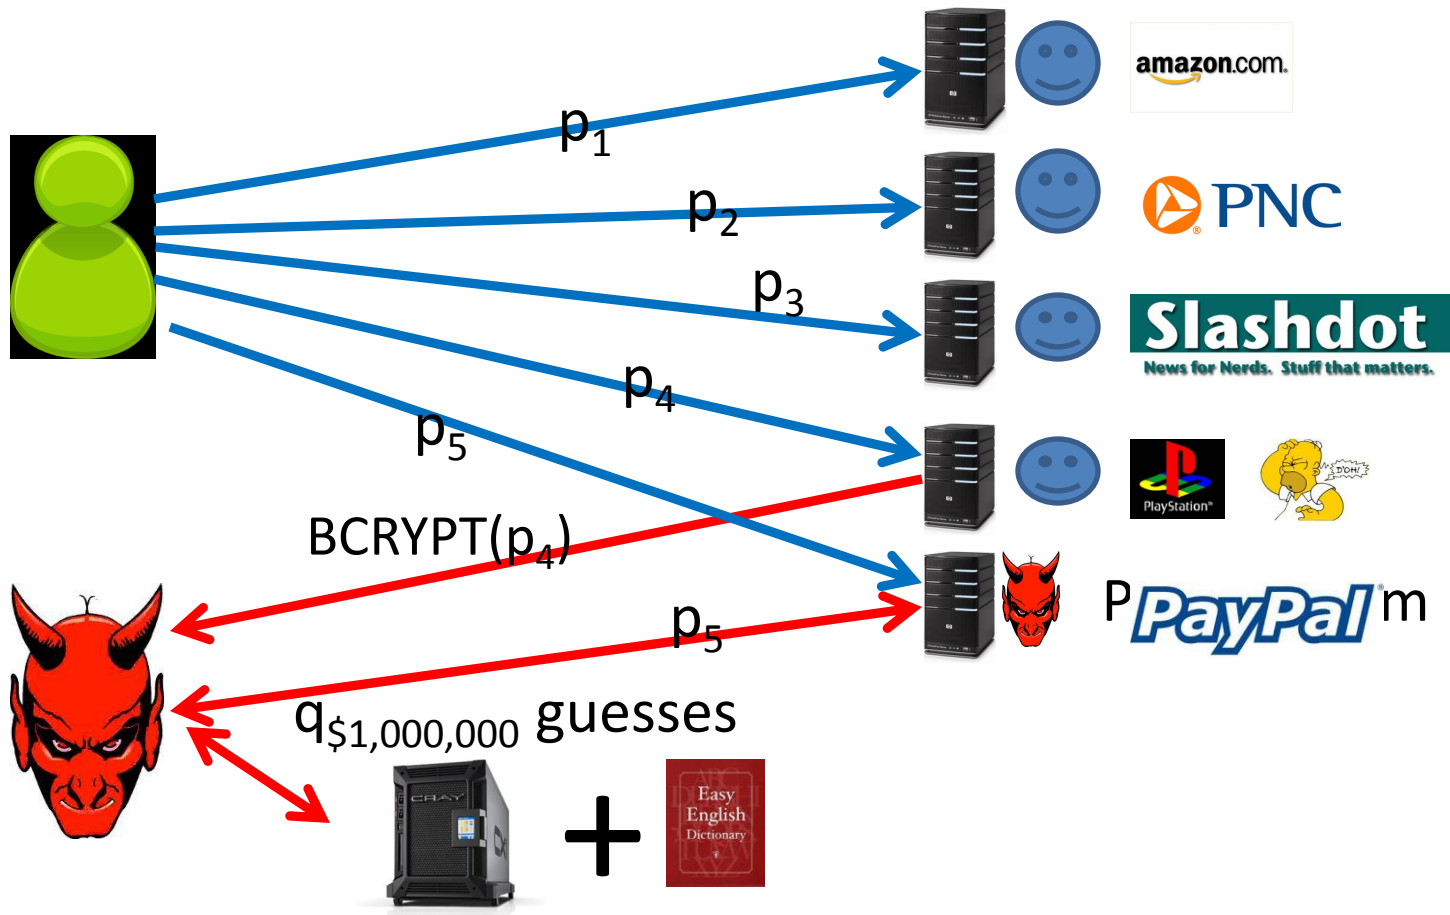 p1
amazon.com.
p2
PNC
®
p3
Slashdot
News for Nerds. Stuff that matters.
p4
p5
PlayStation
D'OH!
BCRYPT(p4)
P PayPal m
p5
q$1,000,000 guesses
CRAY
Easy
English
Dictionary